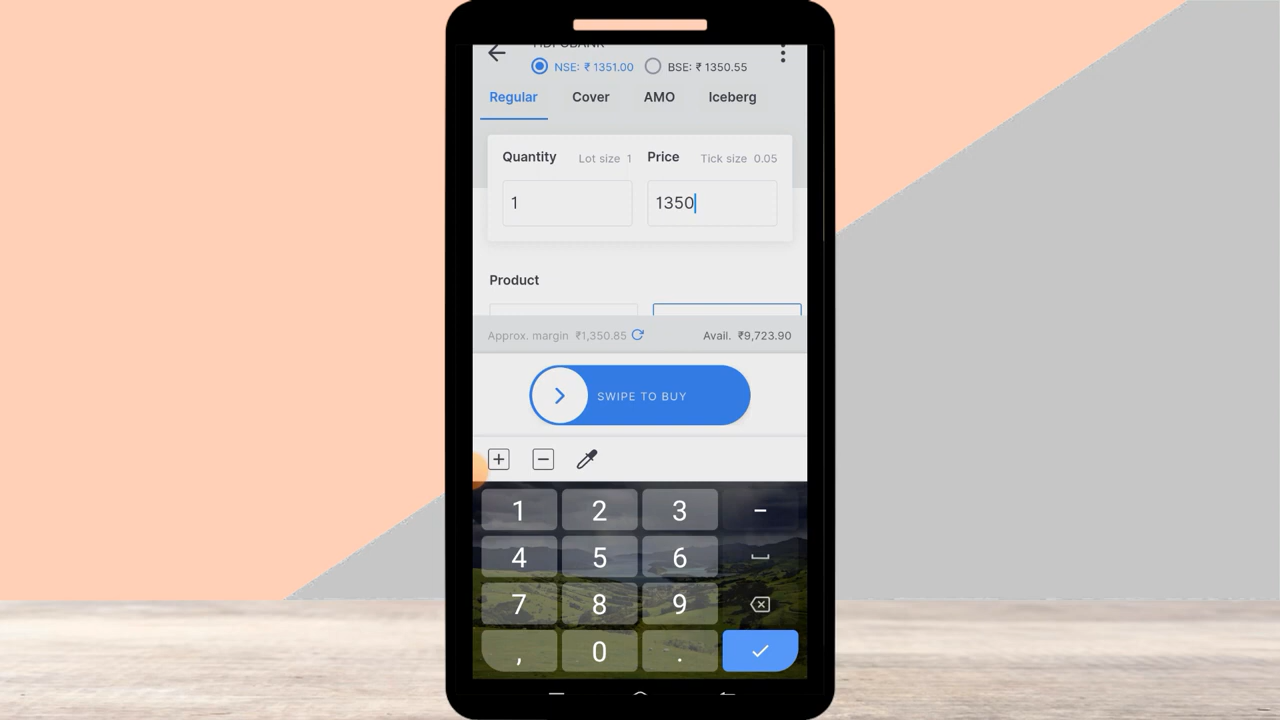 NSE: ₹ 1351.00 BSE: ₹ 1350.55
Regular Cover AMO Iceberg
Quantity Lot size 1 Price Tick size 0.05
1 1350
Product
Approx. margin ₹1,350.85 Avail. ₹9,723.90
SWIPE TO BUY
1 2 3 −
4 5 6
7 8 9
, 0 .